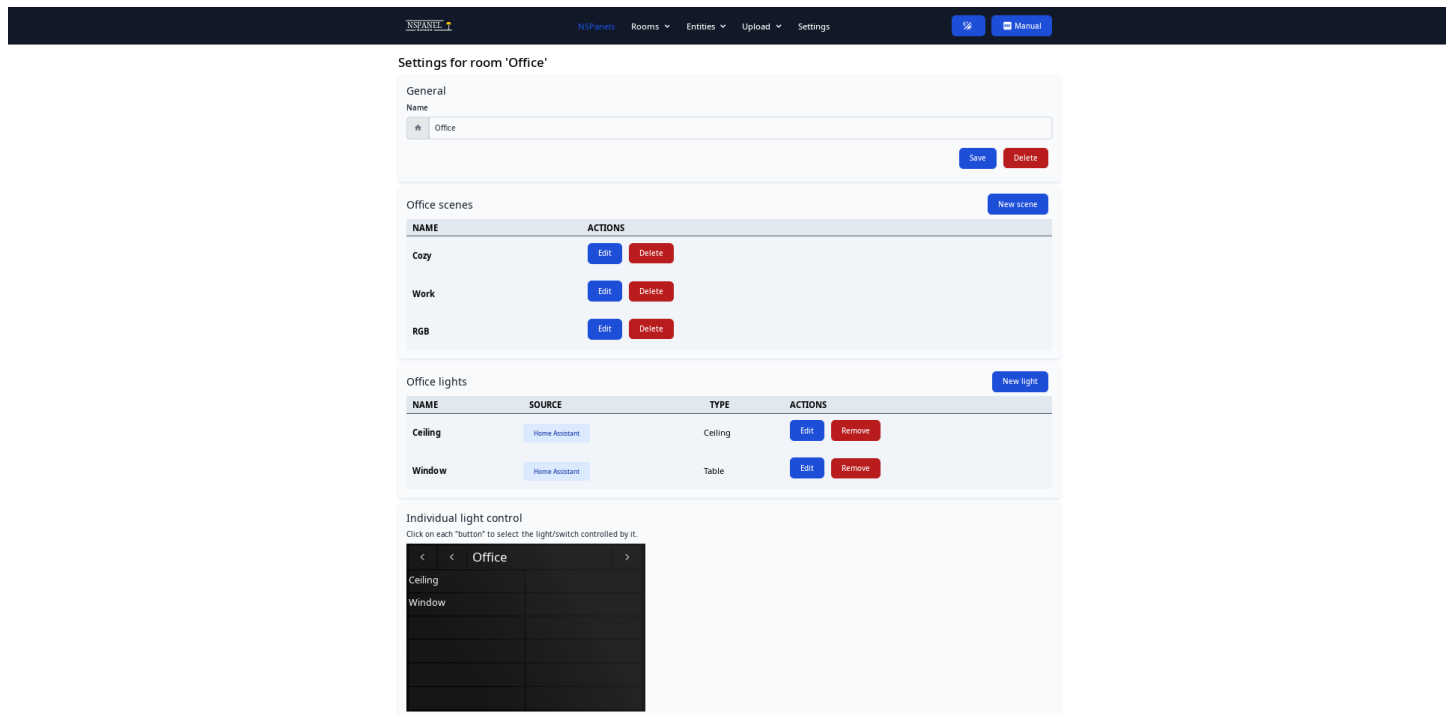 NSPANEL
NSPanels Rooms Entities Upload Settings
Manual
Settings for room 'Office'
General
Name
Office
Save Delete
Office scenes New scene
NAME ACTIONS
Cozy Edit Delete
Work Edit Delete
RGB Edit Delete
Office lights New light
NAME SOURCE TYPE ACTIONS
Ceiling Home Assistant Ceiling Edit Remove
Window Home Assistant Table Edit Remove
Individual light control
Click on each "button" to select the light/switch controlled by it.
Office
Ceiling
Window